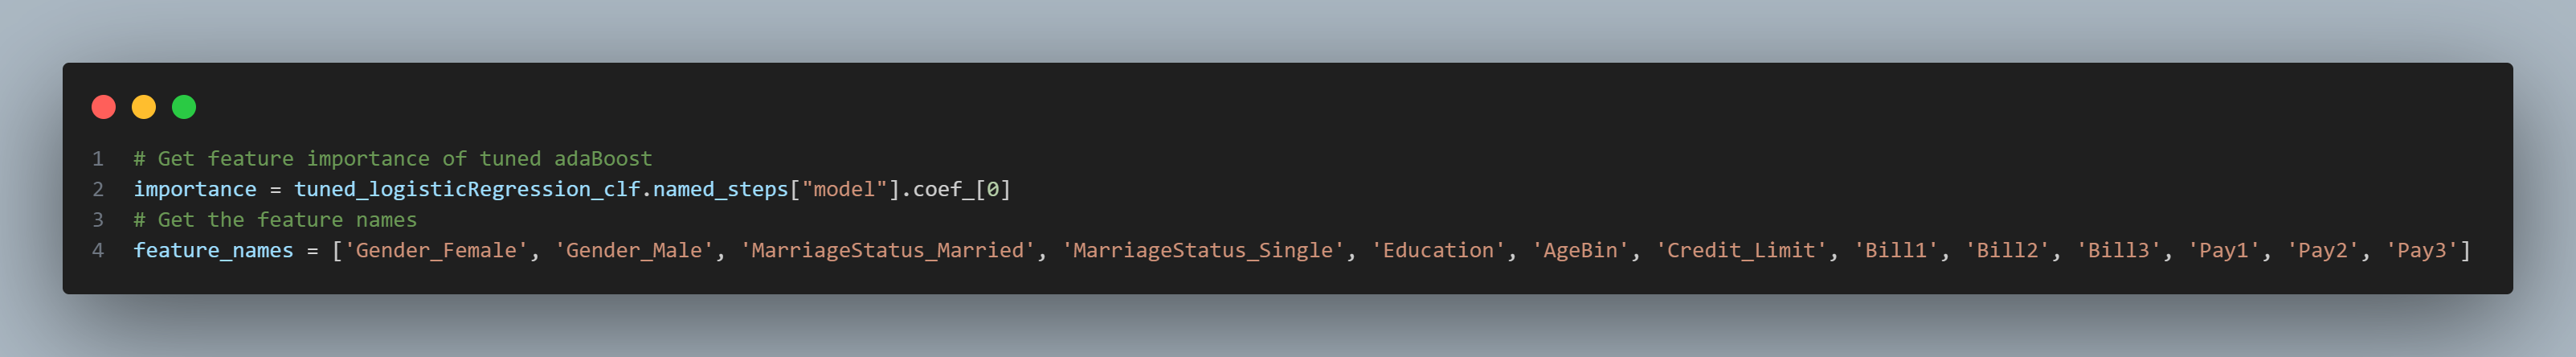 1 # Get feature importance of tuned adaBoost
2 importance = tuned_logisticRegression_clf.named_steps["model"].coef_[0]
3 # Get the feature names
4 feature_names = ['Gender_Female', 'Gender_Male', 'MarriageStatus_Married', 'MarriageStatus_Single', 'Education', 'AgeBin', 'Credit_Limit', 'Bill1', 'Bill2', 'Bill3', 'Pay1', 'Pay2', 'Pay3']